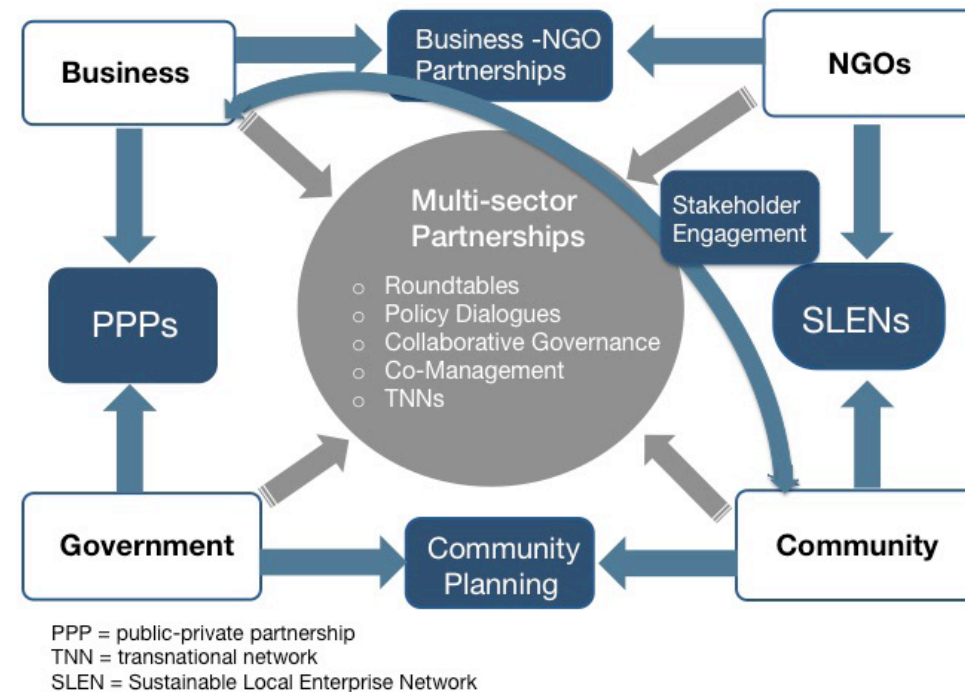 Business
Business -NGO
Partnerships
NGOs
Multi-sector
Partnerships
Stakeholder
Engagement
○ Roundtables
○ Policy Dialogues
○ Collaborative Governance
○ Co-Management
○ TNNs
PPPs
SLENs
Government
Community
Planning
Community
PPP = public-private partnership
TNN = transnational network
SLEN = Sustainable Local Enterprise Network